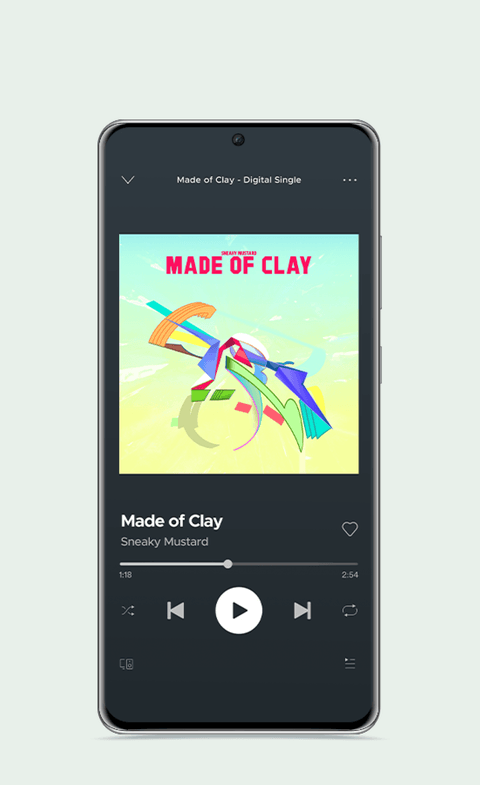 Made of Clay - Digital Single
SNEAKY MUSTARD
MADE OF CLAY
Made of Clay
Sneaky Mustard
1:18
2:54